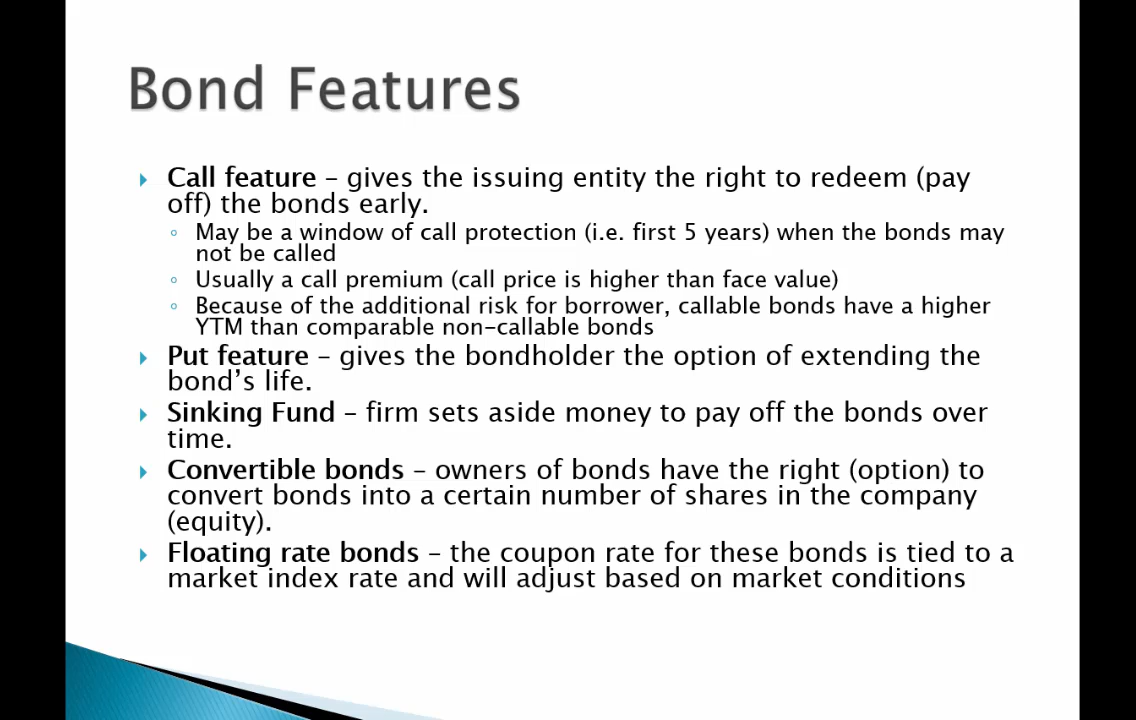 Bond Features
Call feature – gives the issuing entity the right to redeem (pay
off) the bonds early.
May be a window of call protection (i.e. first 5 years) when the bonds may
not be called
Usually a call premium (call price is higher than face value)
Because of the additional risk for borrower, callable bonds have a higher
YTM than comparable non-callable bonds
Put feature – gives the bondholder the option of extending the
bond’s life.
Sinking Fund – firm sets aside money to pay off the bonds over
time.
Convertible bonds – owners of bonds have the right (option) to
convert bonds into a certain number of shares in the company
(equity).
Floating rate bonds – the coupon rate for these bonds is tied to a
market index rate and will adjust based on market conditions